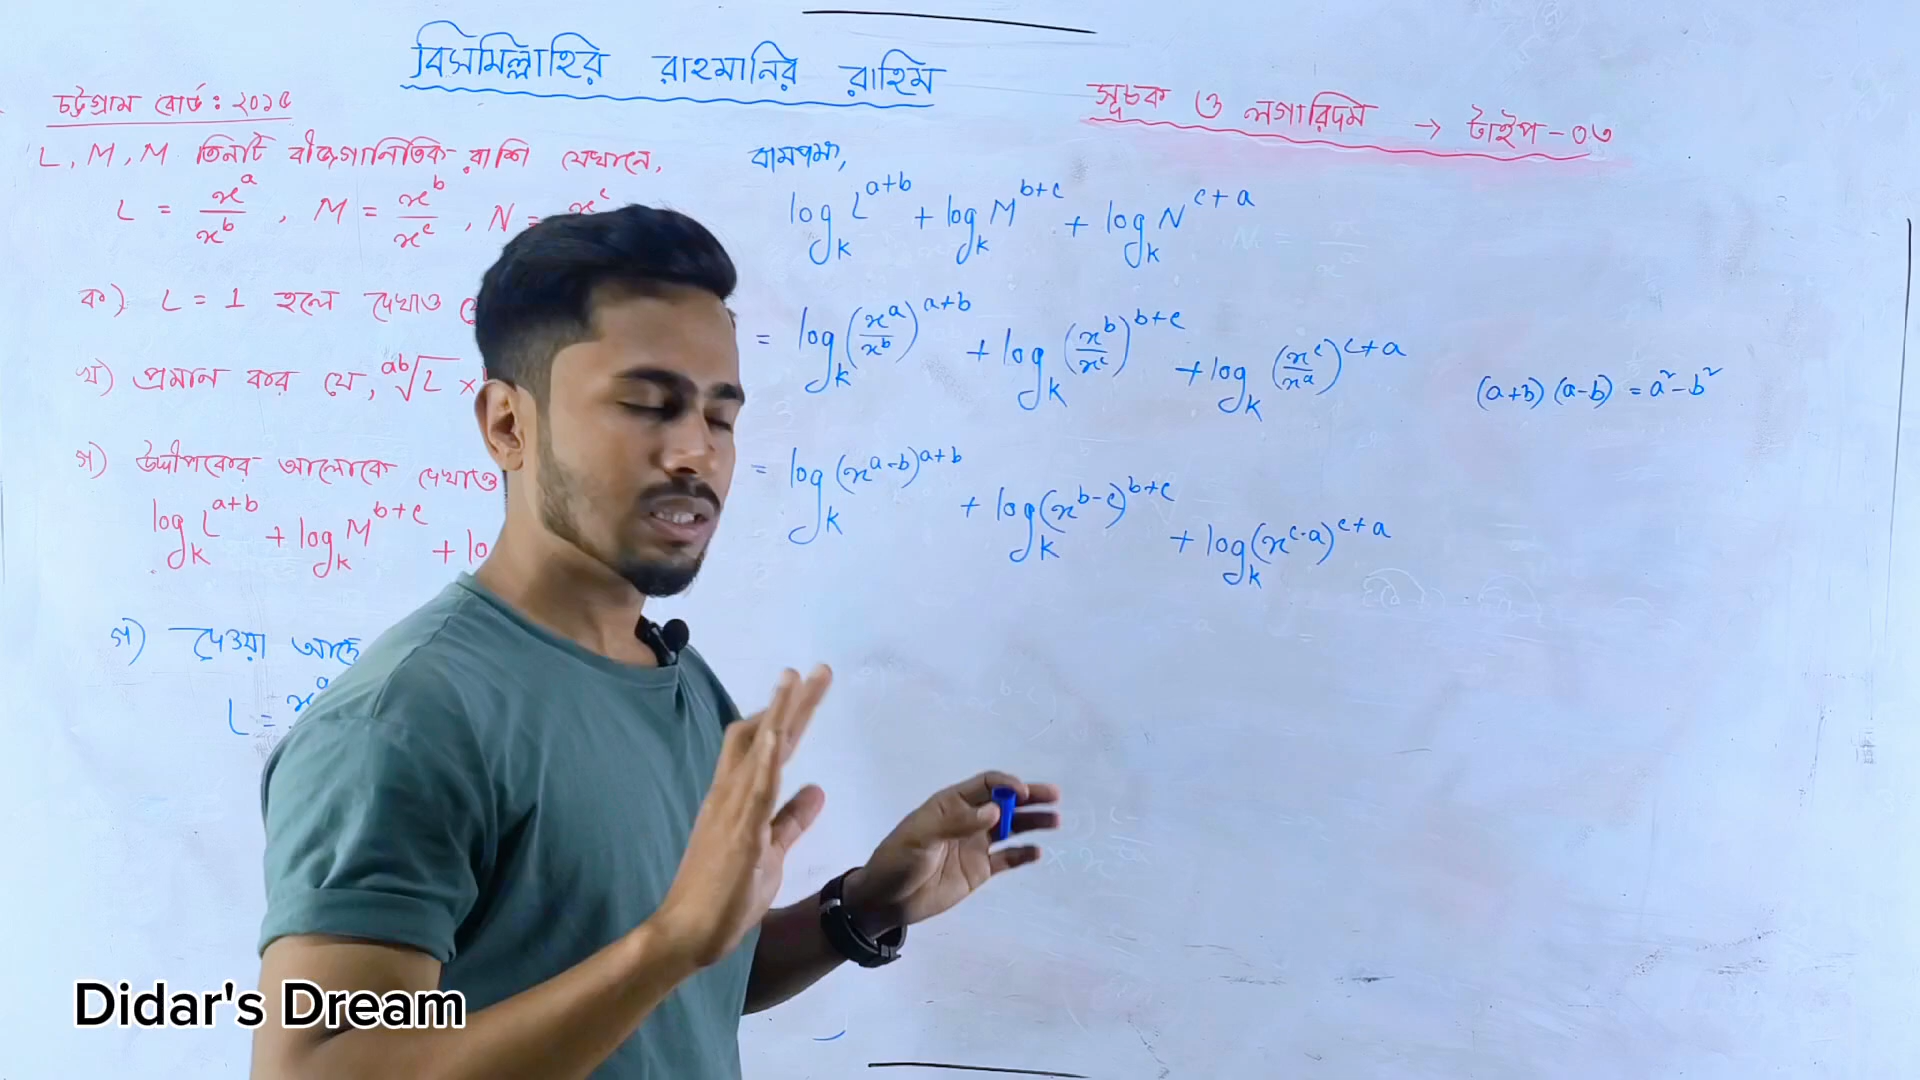 বিসমিল্লাহির রাহমানির রাহিম
চট্টগ্রাম বোর্ড : ২০১৫
L, M, M তিনটি বীজগানিতিক রাশি যেখানে,
L = x^a/x^b , M = x^b/x^c , N =
ক) L = 1 হলে দেখাও
খ) প্রমান কর যে, ^{ab}√L ×
গ) উদ্দীপকের আলোকে দেখাও
log_k L^{a+b} + log_k M^{b+c} + lo
গ) দেওয়া আছে
L = x^a
সূচক ও লগারিদম → টাইপ - ০৩
বামপক্ষ,
log_k L^{a+b} + log_k M^{b+c} + log_k N^{c+a}
= log_k (x^a/x^b)^{a+b} + log_k (x^b/x^c)^{b+c} + log_k (x^c/x^a)^{c+a}
(a+b) (a-b) = a²-b²
= log_k (x^{a-b})^{a+b} + log_k (x^{b-c})^{b+c} + log_k (x^{c-a})^{c+a}
Didar's Dream